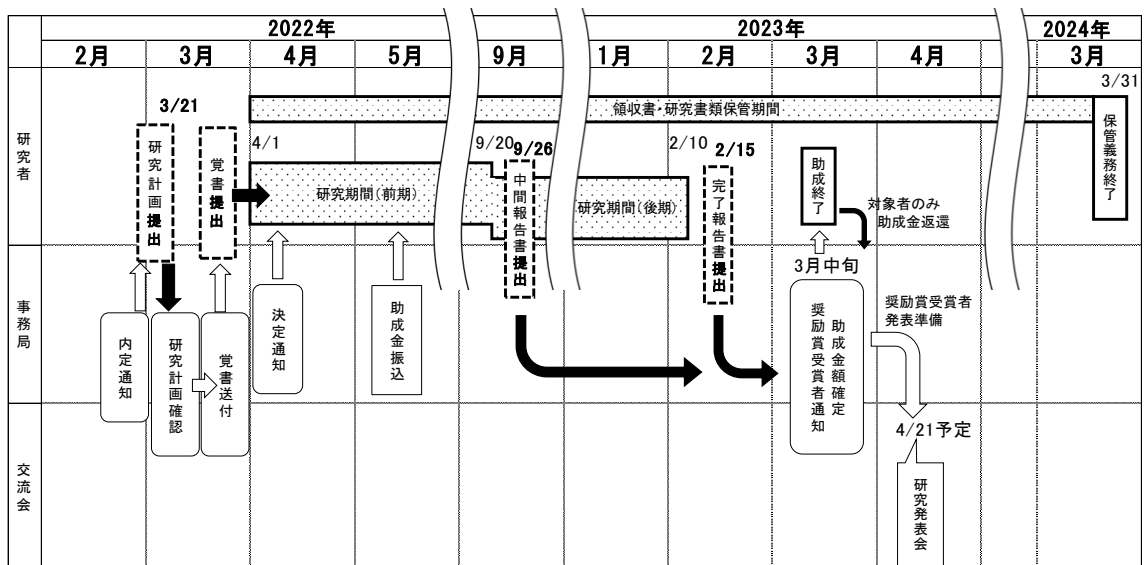 2022年
2023年
2024年
2月
3月
4月
5月
9月
1月
2月
3月
4月
3月
研究者
3/21
研究計画提出
覚書提出
4/1
領収書・研究書類保管期間
研究期間(前期)
9/20
9/26
中間報告書提出
研究期間(後期)
2/10
2/15
完了報告書提出
助成終了
対象者のみ
助成金返還
3/31
保管義務終了
事務局
内定通知
研究計画確認
覚書送付
決定通知
助成金振込
3月中旬
助成金額確定
奨励賞受賞者通知
奨励賞受賞者
発表準備
交流会
4/21予定
研究発表会